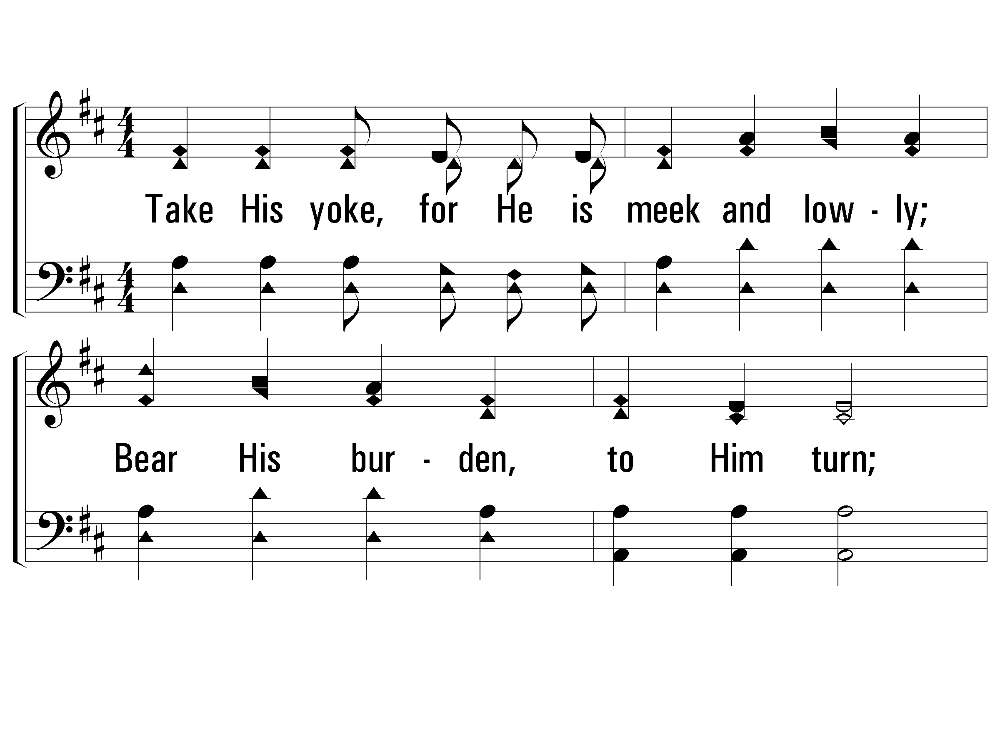 Take His yoke, for He is meek and low - ly;
Bear His bur - den, to Him turn;